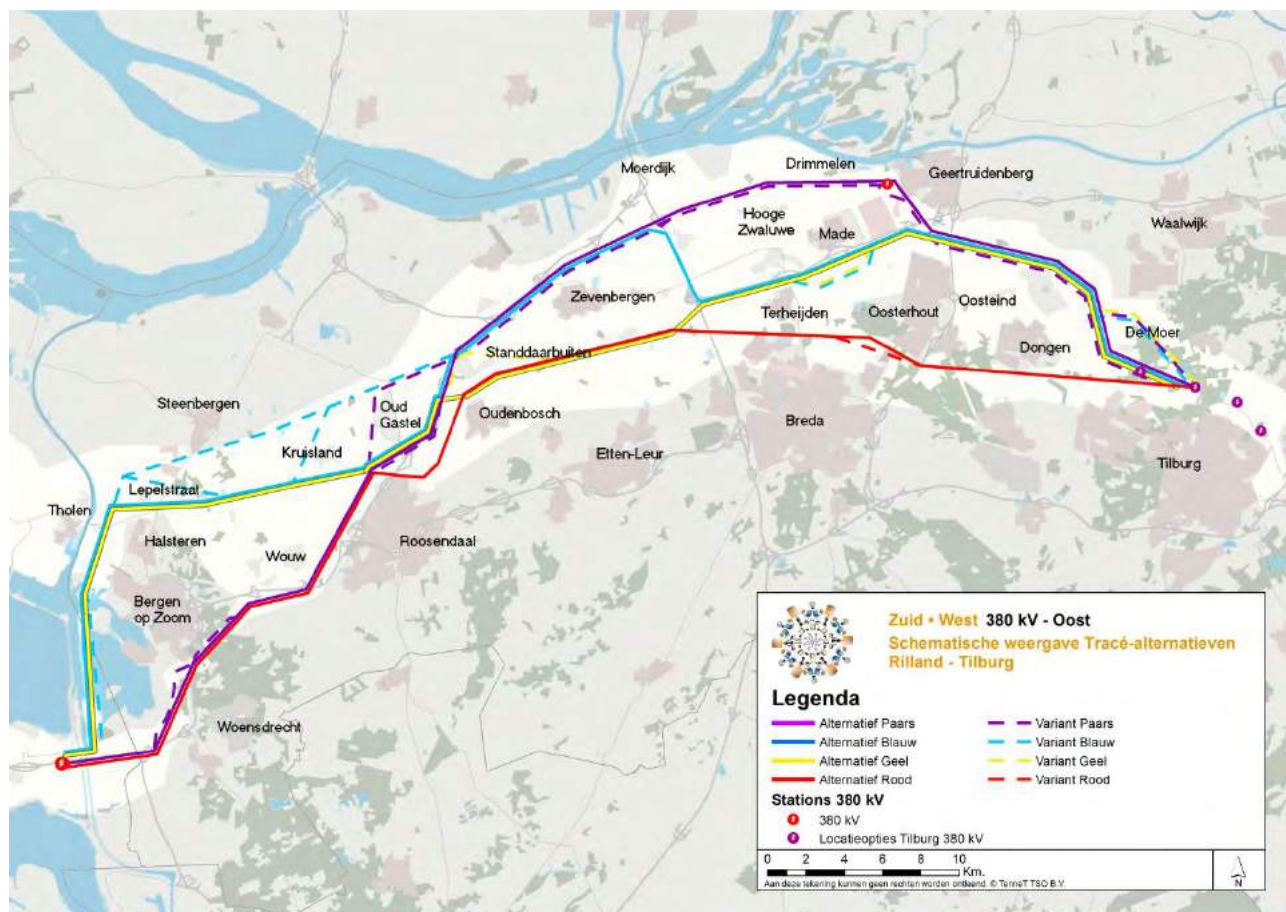 Moerdijk
Drimmelen
Geertruidenberg
Hooge
Zwaluwe
Made
Waalwijk
Zevenbergen
Terheijden
Oosterhout
Oosteind
De Moer
Standdaarbuiten
Dongen
Steenbergen
Oud
Gastel
Oudenbosch
Breda
Kruisland
Etten-Leur
Tilburg
Lepelstraat
Tholen
Halsteren
Wouw
Roosendaal
Bergen
op Zoom
Woensdrecht
Zuid • West 380 kV - Oost
Schematische weergave Tracé-alternatieven
Rilland - Tilburg
Legenda
Alternatief Paars
Variant Paars
Alternatief Blauw
Variant Blauw
Alternatief Geel
Variant Geel
Alternatief Rood
Variant Rood
Stations 380 kV
380 kV
Locatieopties Tilburg 380 kV
0 2 4 6 8 10
Km.
Aan deze tekening kunnen geen rechten worden ontleend. © TenneT TSO B.V.
N